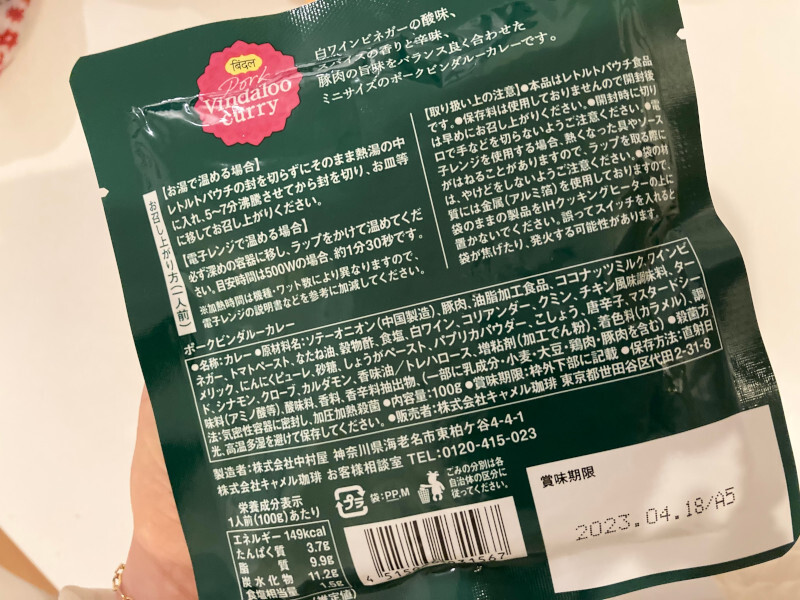 बिंदल
Pork
Vindaloo
curry
白ワインビネガーの酸味、
スパイスの香りと辛味、
豚肉の旨味をバランス良く合わせた
ミニサイズのポークビンダルーカレーです。
お召し上がり方(一人前)
【お湯で温める場合】
レトルトパウチの封を切らずにそのまま熱湯の中
に入れ、5~7分沸騰させてから封を切り、お皿等
に移してお召し上がりください。
【電子レンジで温める場合】
必ず深めの容器に移し、ラップをかけて温めてくだ
さい。目安時間は500Wの場合、約1分30秒です。
※加熱時間は機種・ワット数により異なりますので、
電子レンジの説明書などを参考に加減してください。
【取り扱い上の注意】●本品はレトルトパウチ食品
です。●保存料は使用しておりませんので開封後
は早めにお召し上がりください。●開封時に切り
口で手などを切らないようご注意ください。●電
子レンジを使用する場合、熱くなった具やソース
がはねることがありますので、ラップを取る際に
は、やけどをしないようご注意ください。●袋の材
質には金属(アルミ箔)を使用しておりますので、
袋のままの製品をIHクッキングヒーターの上に
置かないでください。誤ってスイッチを入れると
袋が焦げたり、発火する可能性があります。
ポークビンダルーカレー
●名称:カレー ●原材料名:ソテーオニオン(中国製造)、豚肉、油脂加工食品、ココナッツミルク、ワインビ
ネガー、トマトペースト、なたね油、穀物酢、食塩、白ワイン、コリアンダー、クミン、チキン風味調味料、ター
メリック、にんにくピューレ、砂糖、しょうがペースト、パプリカパウダー、こしょう、唐辛子、マスタードシー
ド、シナモン、クローブ、カルダモン、香味油/トレハロース、増粘剤(加工でん粉)、着色料(カラメル)、調
味料(アミノ酸等)、酸味料、香料、香辛料抽出物、(一部に乳成分・小麦・大豆・鶏肉・豚肉を含む) ●殺菌方
法:気密性容器に密封し、加圧加熱殺菌 ●内容量:100g ●賞味期限:枠外下部に記載 ●保存方法:直射日
光、高温多湿を避けて保存してください。●販売者:株式会社キャメル珈琲 東京都世田谷区代田2-31-8
製造者:株式会社中村屋 神奈川県海老名市東柏ケ谷4-4-1
株式会社キャメル珈琲 お客様相談室 TEL:0120-415-023
栄養成分表示
1人前(100g)あたり
エネルギー 149kcal
たんぱく質 3.7g
脂質 9.9g
炭水化物 11.2g
食塩相当量 1.5g
(推定値)
プラ
袋:PP,M
ごみの分別は各
自治体の区分に
従ってください。
賞味期限
2023.04.18/A5